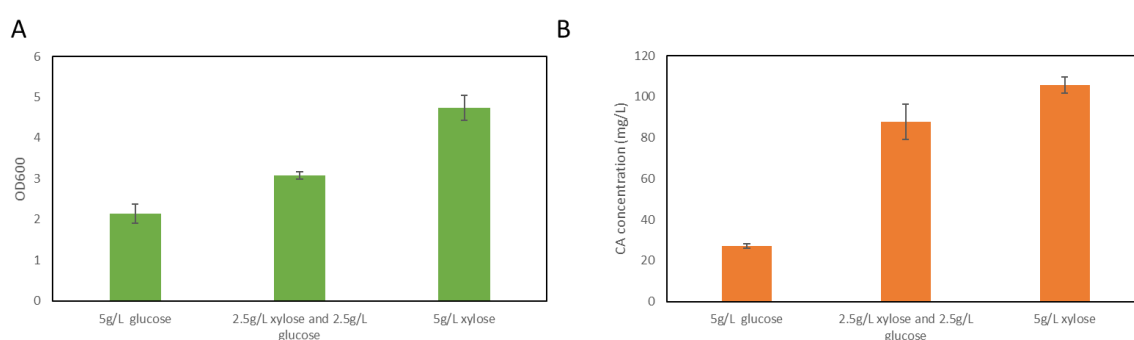 A
6
5
4
3
2
1
0
OD600
5g/L glucose
2.5g/L xylose and 2.5g/L
glucose
5g/L xylose
B
120
100
80
60
40
20
0
CA concentration (mg/L)
5g/L glucose
2.5g/L xylose and 2.5g/L
glucose
5g/L xylose